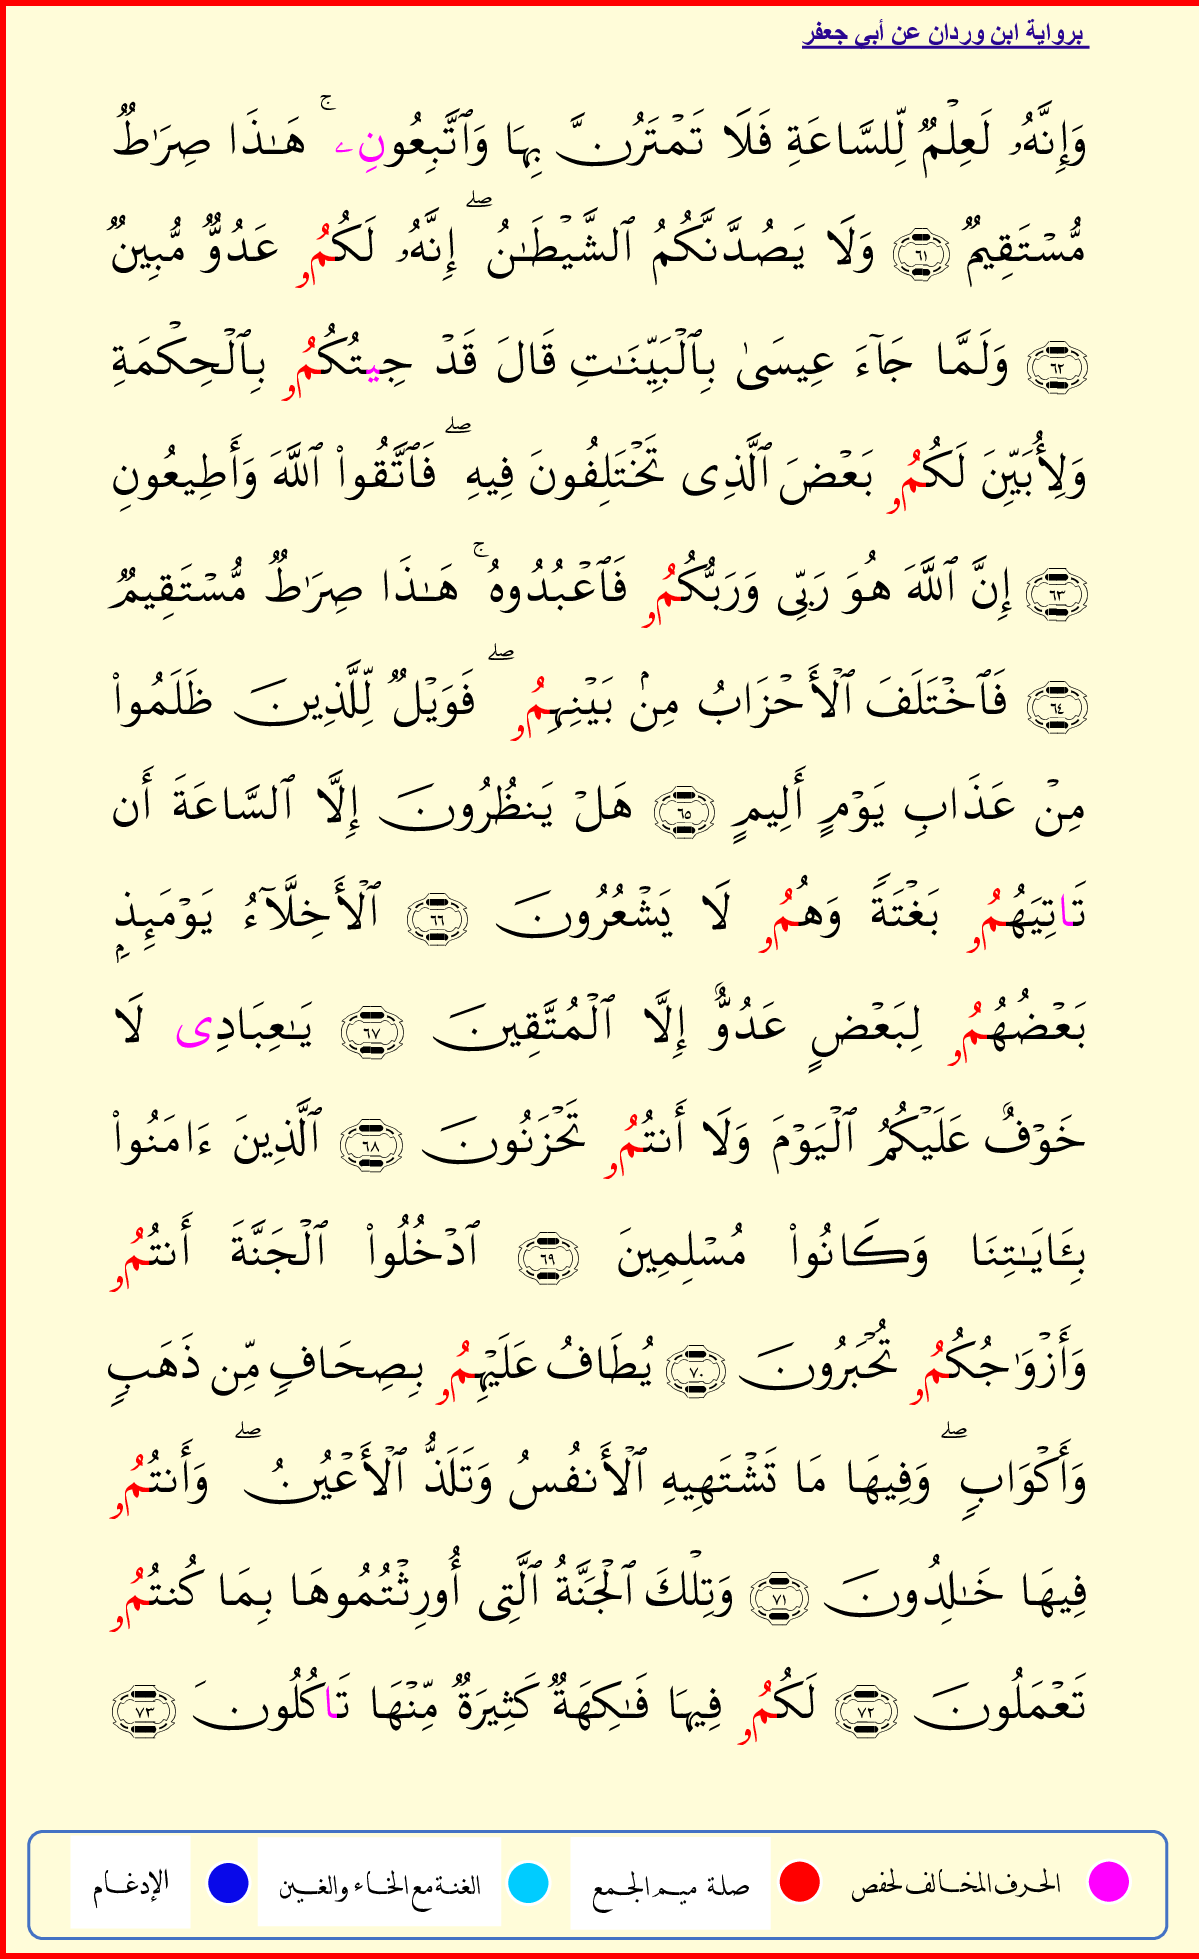 برواية ابن وردان عن أبي جعفر
وَإِنَّهُۥ لَعِلۡمٞ لِّلسَّاعَةِ فَلَا تَمۡتَرُنَّ بِهَا وَٱتَّبِعُونِۦۚ هَٰذَا صِرَٰطٞ
مُّسۡتَقِيمٞ ٦١ وَلَا يَصُدَّنَّكُمُ ٱلشَّيۡطَٰنُۖ إِنَّهُۥ لَكُمُۥ عَدُوّٞ مُّبِينٞ
٦٢ وَلَمَّا جَآءَ عِيسَىٰ بِٱلۡبَيِّنَٰتِ قَالَ قَدۡ جِيتُكُمُۥ بِٱلۡحِكۡمَةِ
وَلِأُبَيِّنَ لَكُمُۥ بَعۡضَ ٱلَّذِى تَخۡتَلِفُونَ فِيهِۖ فَٱتَّقُواْ ٱللَّهَ وَأَطِيعُونِ
٦٣ إِنَّ ٱللَّهَ هُوَ رَبِّى وَرَبُّكُمُۥ فَٱعۡبُدُوهُۚ هَٰذَا صِرَٰطٞ مُّسۡتَقِيمٞ
٦٤ فَٱخۡتَلَفَ ٱلۡأَحۡزَابُ مِنۢ بَيۡنِهِمُۥۖ فَوَيۡلٞ لِّلَّذِينَ ظَلَمُواْ
مِنۡ عَذَابِ يَوۡمٍ أَلِيمٍ ٦٥ هَلۡ يَنظُرُونَ إِلَّا ٱلسَّاعَةَ أَن
تَاتِيَهُمُۥ بَغۡتَةٗ وَهُمُۥ لَا يَشۡعُرُونَ ٦٦ ٱلۡأَخِلَّآءُ يَوۡمَئِذِۭ
بَعۡضُهُمُۥ لِبَعۡضٍ عَدُوٌّ إِلَّا ٱلۡمُتَّقِينَ ٦٧ يَٰعِبَادِى لَا
خَوۡفٌ عَلَيۡكُمُ ٱلۡيَوۡمَ وَلَا أَنتُمُۥ تَحۡزَنُونَ ٦٨ ٱلَّذِينَ ءَامَنُواْ
بِـَٔايَٰتِنَا وَكَانُواْ مُسۡلِمِينَ ٦٩ ٱدۡخُلُواْ ٱلۡجَنَّةَ أَنتُمُۥ
وَأَزۡوَٰجُكُمُۥ تُحۡبَرُونَ ٧٠ يُطَافُ عَلَيۡهِمُۥ بِصِحَافٖ مِّن ذَهَبٖ
وَأَكۡوَابٖۖ وَفِيهَا مَا تَشۡتَهِيهِ ٱلۡأَنفُسُ وَتَلَذُّ ٱلۡأَعۡيُنُۖ وَأَنتُمُۥ
فِيهَا خَٰلِدُونَ ٧١ وَتِلۡكَ ٱلۡجَنَّةُ ٱلَّتِى أُورِثۡتُمُوهَا بِمَا كُنتُمُۥ
تَعۡمَلُونَ ٧٢ لَكُمُۥ فِيهَا فَٰكِهَةٞ كَثِيرَةٞ مِّنۡهَا تَاكُلُونَ ٧٣
الحرف المخالف لحفص صلة ميم الجمع الغنة مع الخاء والغين الإدغام